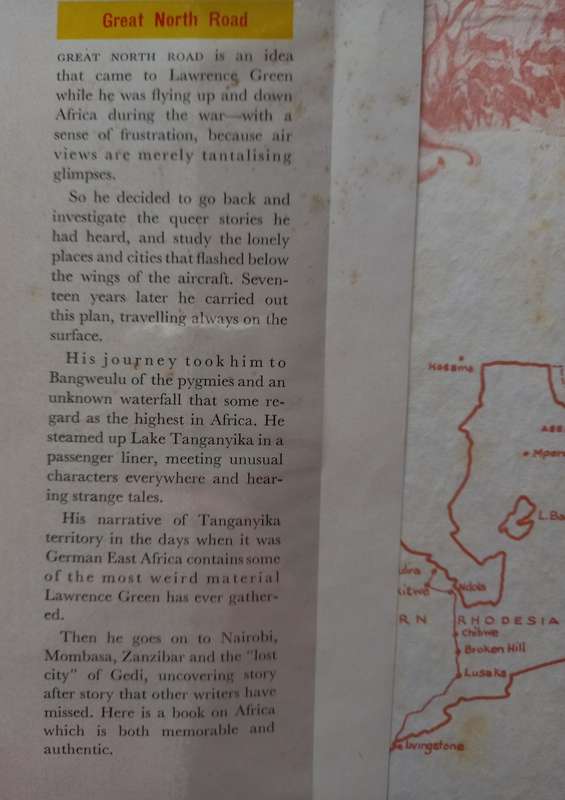 Great North Road
GREAT NORTH ROAD is an idea
that came to Lawrence Green
while he was flying up and down
Africa during the war—with a
sense of frustration, because air
views are merely tantalising
glimpses.
So he decided to go back and
investigate the queer stories he
had heard, and study the lonely
places and cities that flashed below
the wings of the aircraft. Seven-
teen years later he carried out
this plan, travelling always on the
surface.
His journey took him to
Bangweulu of the pygmies and an
unknown waterfall that some re-
gard as the highest in Africa. He
steamed up Lake Tanganyika in a
passenger liner, meeting unusual
characters everywhere and hear-
ing strange tales.
His narrative of Tanganyika
territory in the days when it was
German East Africa contains some
of the most weird material
Lawrence Green has ever gather-
ed.
Then he goes on to Nairobi,
Mombasa, Zanzibar and the "lost
city" of Gedi, uncovering story
after story that other writers have
missed. Here is a book on Africa
which is both memorable and
authentic.
Kasama
Mpor
L. Ba
Ndola
RN RHODESIA
Broken Hill
Lusaka
Livingstone